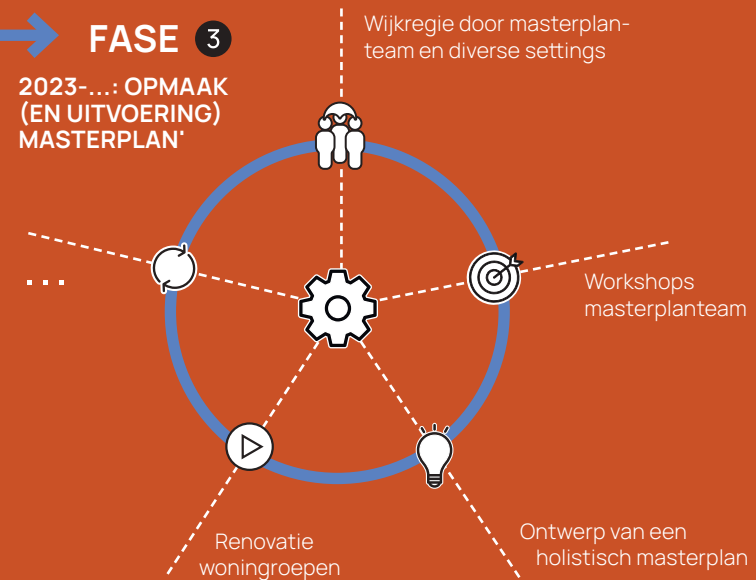 FASE 3
2023-...: OPMAAK
(EN UITVOERING)
MASTERPLAN'
Wijkregie door masterplan-
team en diverse settings
...
Workshops
masterplanteam
Ontwerp van een
holistisch masterplan
Renovatie
woningroepen